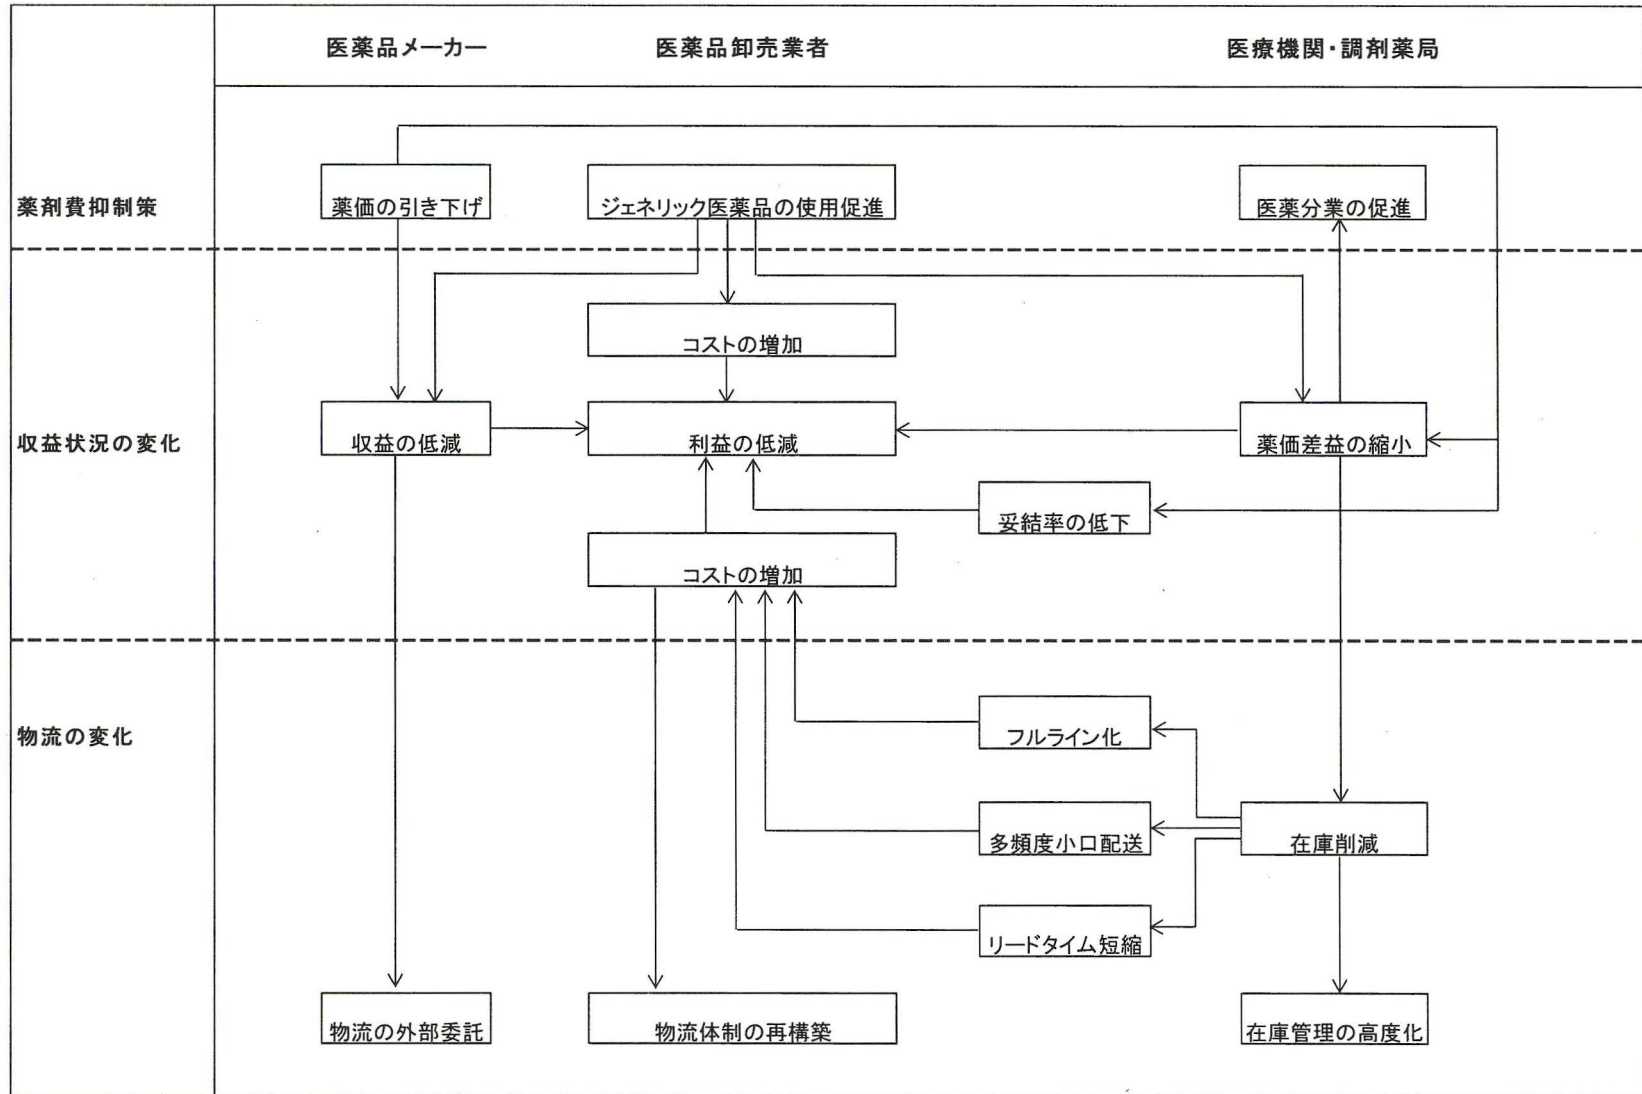 医薬品メーカー
医薬品卸売業者
医療機関・調剤薬局
薬剤費抑制策
薬価の引き下げ
ジェネリック医薬品の使用促進
医薬分業の促進
コストの増加
収益状況の変化
収益の低減
利益の低減
薬価差益の縮小
妥結率の低下
コストの増加
物流の変化
フルライン化
多頻度小口配送
在庫削減
リードタイム短縮
物流の外部委託
物流体制の再構築
在庫管理の高度化